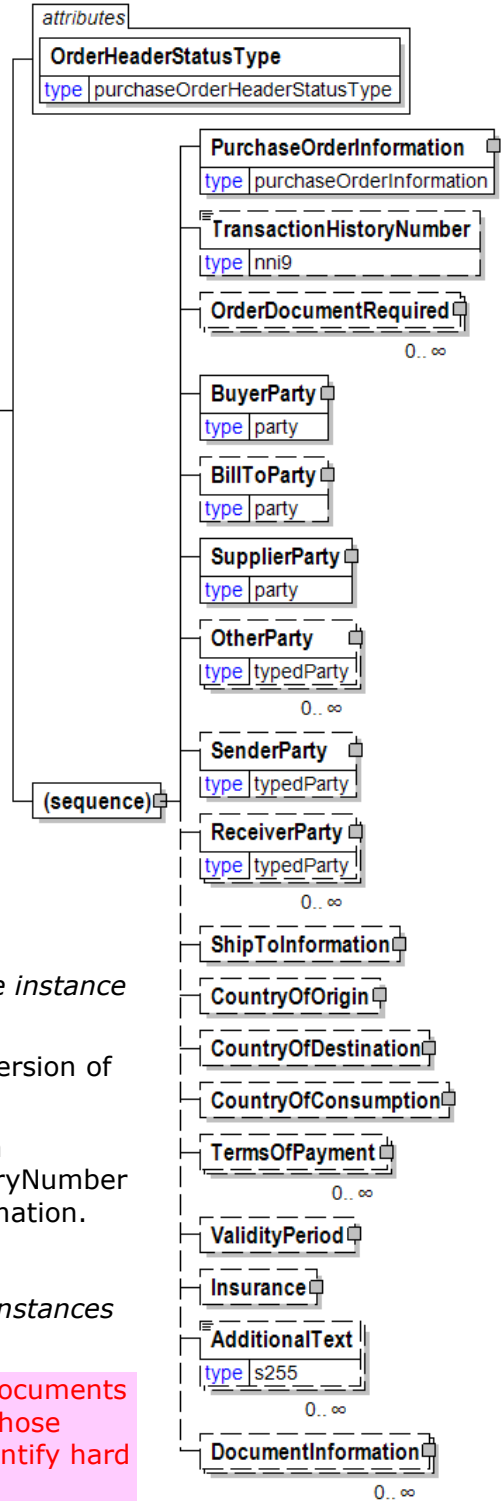 attributes
OrderHeaderStatusType
type purchaseOrderHeaderStatusType
PurchaseOrderInformation
type purchaseOrderInformation
TransactionHistoryNumber
type nni9
OrderDocumentRequired
0.. ∞
BuyerParty
type party
BillToParty
type party
SupplierParty
type party
OtherParty
type typedParty
0.. ∞
SenderParty
type typedParty
(sequence)
ReceiverParty
type typedParty
0.. ∞
ShipToInformation
CountryOfOrigin
CountryOfDestination
CountryOfConsumption
TermsOfPayment
0.. ∞
ValidityPeriod
Insurance
AdditionalText
type s255
0.. ∞
DocumentInformation
0.. ∞
instance
ersion of
ryNumber
nation.
nstances
ocuments
hose
ntify hard